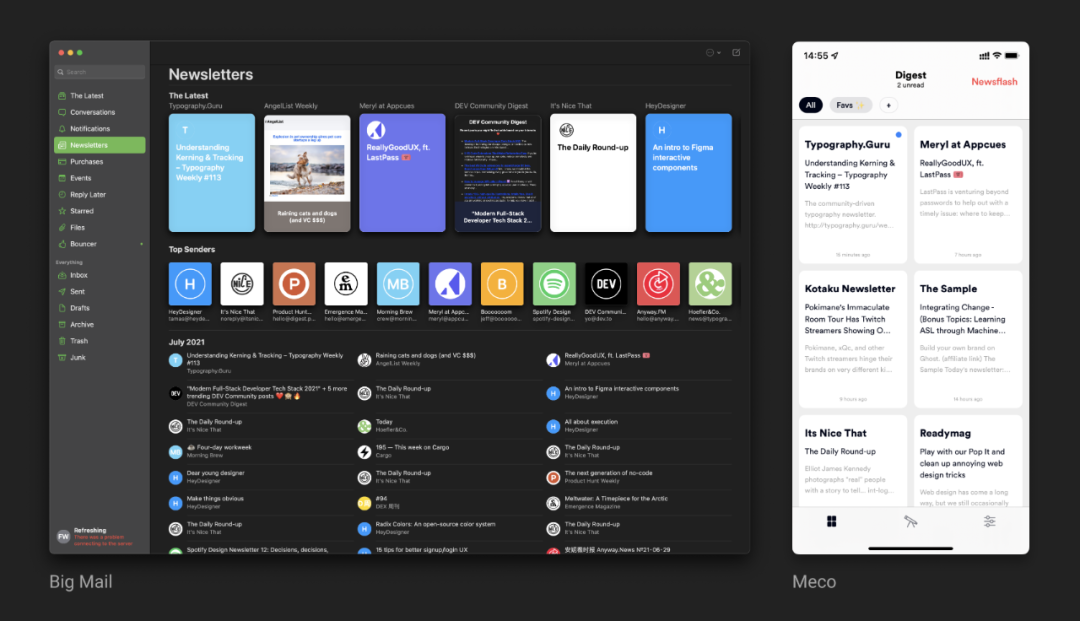 Search
The Latest
Conversations
Notifications
Newsletters
Purchases
Events
Reply Later
Starred
Files
Bouncer
Everything
Inbox
Sent
Drafts
Archive
Trash
Junk
FW
Refreshing
There was a problem
connecting to the server
Newsletters
The Latest
Typography.Guru
T
Understanding
Kerning & Tracking
– Typography
Weekly #113
AngelList Weekly
Raining cats and dogs
(and VC $$$)
Meryl at Appcues
ReallyGoodUX, ft.
LastPass
DEV Community Digest
DEV Community Digest
"Modern Full-Stack
Developer Tech Stack 2...
It's Nice That
The Daily Round-up
HeyDesigner
H
An intro to Figma
interactive
components
Top Senders
H
HeyDesigner
It's Nice That
P
Product Hunt...
Emergence Ma...
MB
Morning Brew
Meryl at Appc...
B
Spotify Design
DEV
DEV Communi...
Anyway.FM
Hoefler&Co.
July 2021
T
Understanding Kerning & Tracking – Typography Weekly
#113
Typography.Guru
Raining cats and dogs (and VC $$$)
AngelList Weekly
ReallyGoodUX, ft. LastPass
Meryl at Appcues
DEV
"Modern Full-Stack Developer Tech Stack 2021" + 5 more
trending DEV Community posts ❤️
DEV Community Digest
The Daily Round-up
It's Nice That
H
An intro to Figma interactive components
HeyDesigner
The Daily Round-up
It's Nice That
Today
Hoefler&Co.
H
All about execution
HeyDesigner
MB
Four-day workweek
Morning Brew
195 — This week on Cargo
Cargo
The Daily Round-up
It's Nice That
H
Dear young designer
HeyDesigner
The Daily Round-up
It's Nice That
P
The next generation of no-code
Product Hunt Weekly
H
Make things obvious
HeyDesigner
#94
Meltwater: A Timepiece for the Arctic
Emergence Magazine
The Daily Round-up
It's Nice That
H
Radix Colors: An open-source color system
HeyDesigner
The Daily Round-up
It's Nice That
Spotify Design Newsletter 12: Decisions, decisions,
15 tips for better signup/login UX
Anyway.News №21-06-29
Big Mail
14:55
Digest
2 unread
Newsflash
All
Favs ✨
+
Typography.Guru
Understanding Kerning &
Tracking – Typography
Weekly #113
The community-driven
typography newsletter.
http://typography.guru/we...
Meryl at Appcues
ReallyGoodUX, ft.
LastPass
LastPass is venturing beyond
passwords to help out with a
timely issue: where to keep...
7 hours ago
Kotaku Newsletter
Pokimane's Immaculate
Room Tour Has Twitch
Streamers Showing O...
Pokimane, xQc, and other
Twitch streamers hinge their
brands on very different ki...
9 hours ago
The Sample
Integrating Change -
(Bonus Topics: Learning
ASL through Machine...
Build your own brand on
Ghost. (affiliate link) The
Sample Today's newsletter:...
14 hours ago
Its Nice That
The Daily Round-up
Elliot James Kennedy
photographs "real" people
with a story to tell... int-log...
Readymag
Play with our Pop It and
clean up annoying web
design tricks
Web design has come a long
way, but we still occasionally
Meco